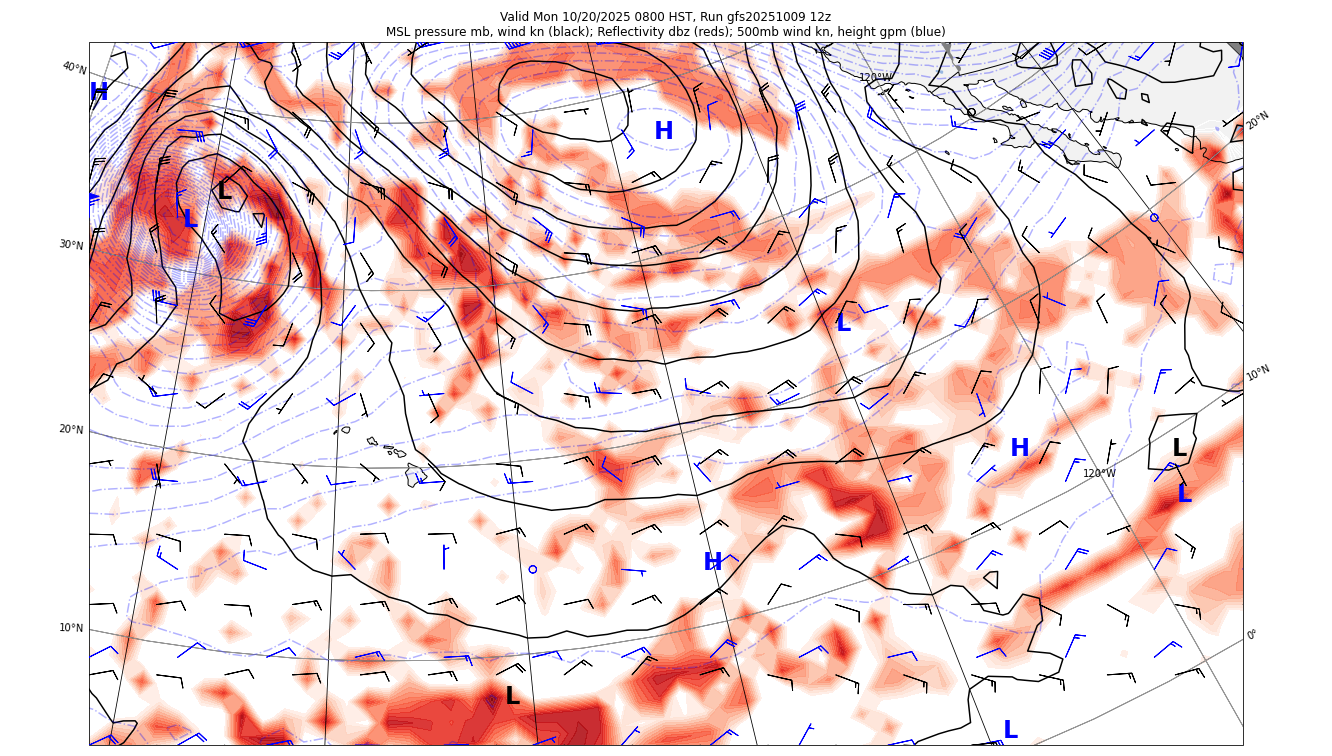 Valid Mon 10/20/2025 0800 HST, Run gfs20251009 12z
MSL pressure mb, wind kn (black); Reflectivity dbz (reds); 500mb wind kn, height gpm (blue)
40°N
120°W
H
20°N
H
L
L
30°N
L
10°N
20°N
H
L
120°W
L
H
10°N
0°
L
L